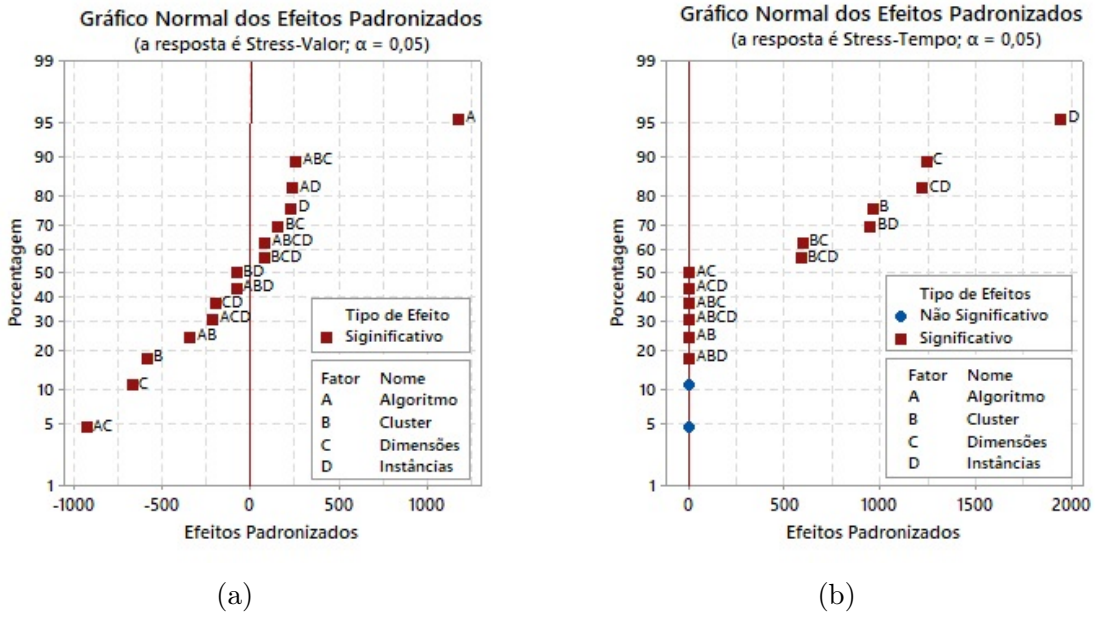 Gráfico Normal dos Efeitos Padronizados
(a resposta é Stress-Valor; α = 0,05)
99
95
90
80
70
60
50
40
30
20
10
5
1
Porcentagem
A
ABC
AD
D
BC
ABCD
BCD
BD
ABD
CD
ACD
AB
B
C
AC
Tipo de Efeito
Siginificativo
Fator Nome
A Algoritmo
B Cluster
C Dimensões
D Instâncias
-1000 -500 0 500 1000
Efeitos Padronizados
(a)
Gráfico Normal dos Efeitos Padronizados
(a resposta é Stress-Tempo; α = 0,05)
99
95
90
80
70
60
50
40
30
20
10
5
1
Porcentagem
D
C
CD
B
BD
BC
BCD
AC
ACD
ABC
ABCD
AB
ABD
Tipo de Efeitos
Não Significativo
Significativo
Fator Nome
A Algoritmo
B Cluster
C Dimensões
D Instâncias
0 500 1000 1500 2000
Efeitos Padronizados
(b)